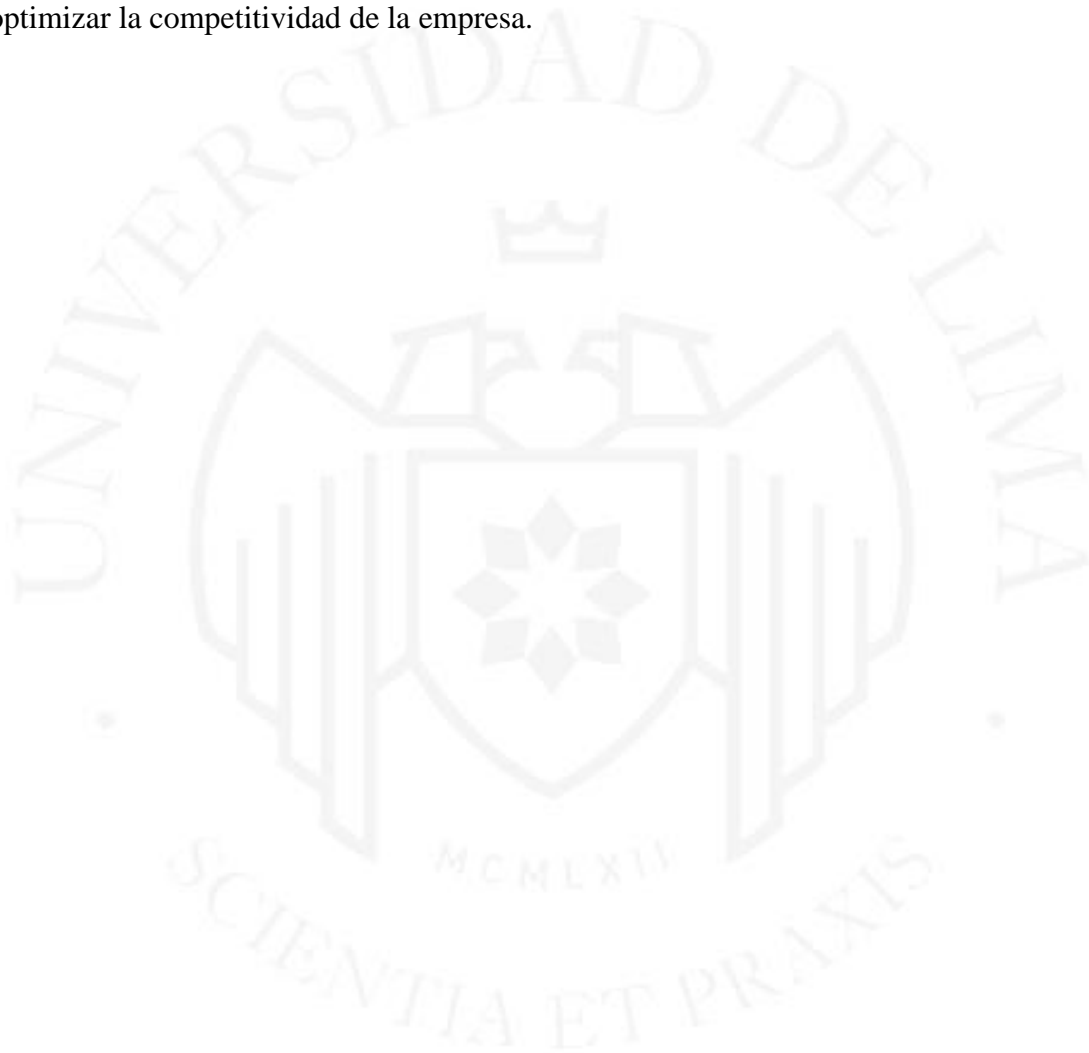 optimizar la competitividad de la empresa.
UNIVERSIDAD DE LIMA
MCMLXII
SCIENTIA ET PRAXIS